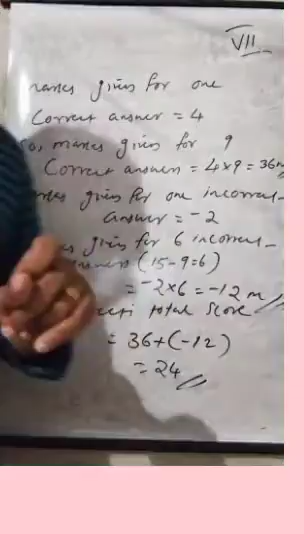 VII
marks given for one
Correct answer = 4
So, marks given for 9
Correct answers = 4×9 = 36m
marks given for one incorrect
answer = -2
given for 6 incorrect
(15-9=6)
= -2×6 = -12 m
total score
= 36+(-12)
= 24